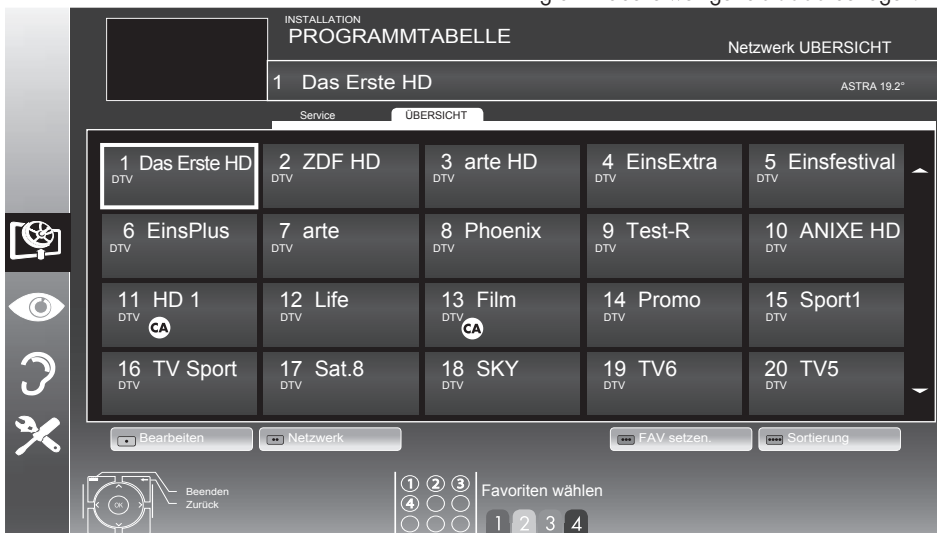 INSTALLATION
PROGRAMMTABELLE
Netzwerk UBERSICHT
1 Das Erste HD
ASTRA 19.2°
Service ÜBERSICHT
1 Das Erste HD
DTV
2 ZDF HD
DTV
3 arte HD
DTV
4 EinsExtra
DTV
5 Einsfestival
DTV
6 EinsPlus
DTV
7 arte
DTV
8 Phoenix
DTV
9 Test-R
DTV
10 ANIXE HD
DTV
11 HD 1
DTV
CA
12 Life
DTV
13 Film
DTV
CA
14 Promo
DTV
15 Sport1
DTV
16 TV Sport
DTV
17 Sat.8
DTV
18 SKY
DTV
19 TV6
DTV
20 TV5
DTV
Bearbeiten
Netzwerk
FAV setzen.
Sortierung
Beenden
Zurück
OK
1 2 3
4
Favoriten wählen
1 2 3 4